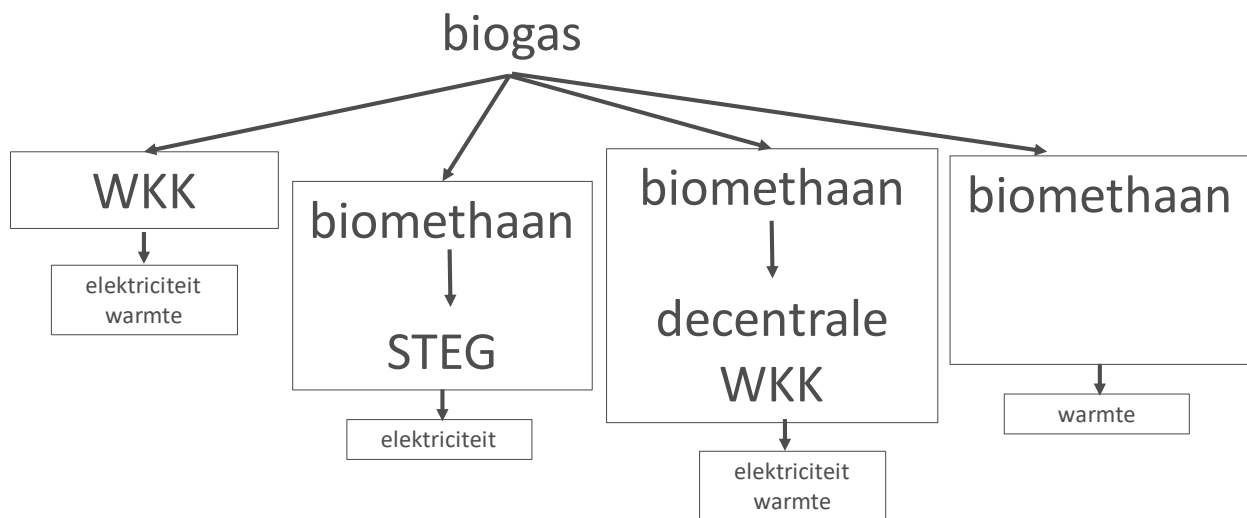 biogas
WKK
elektriciteit
warmte
biomethaan
STEG
elektriciteit
biomethaan
decentrale
WKK
elektriciteit
warmte
biomethaan
warmte